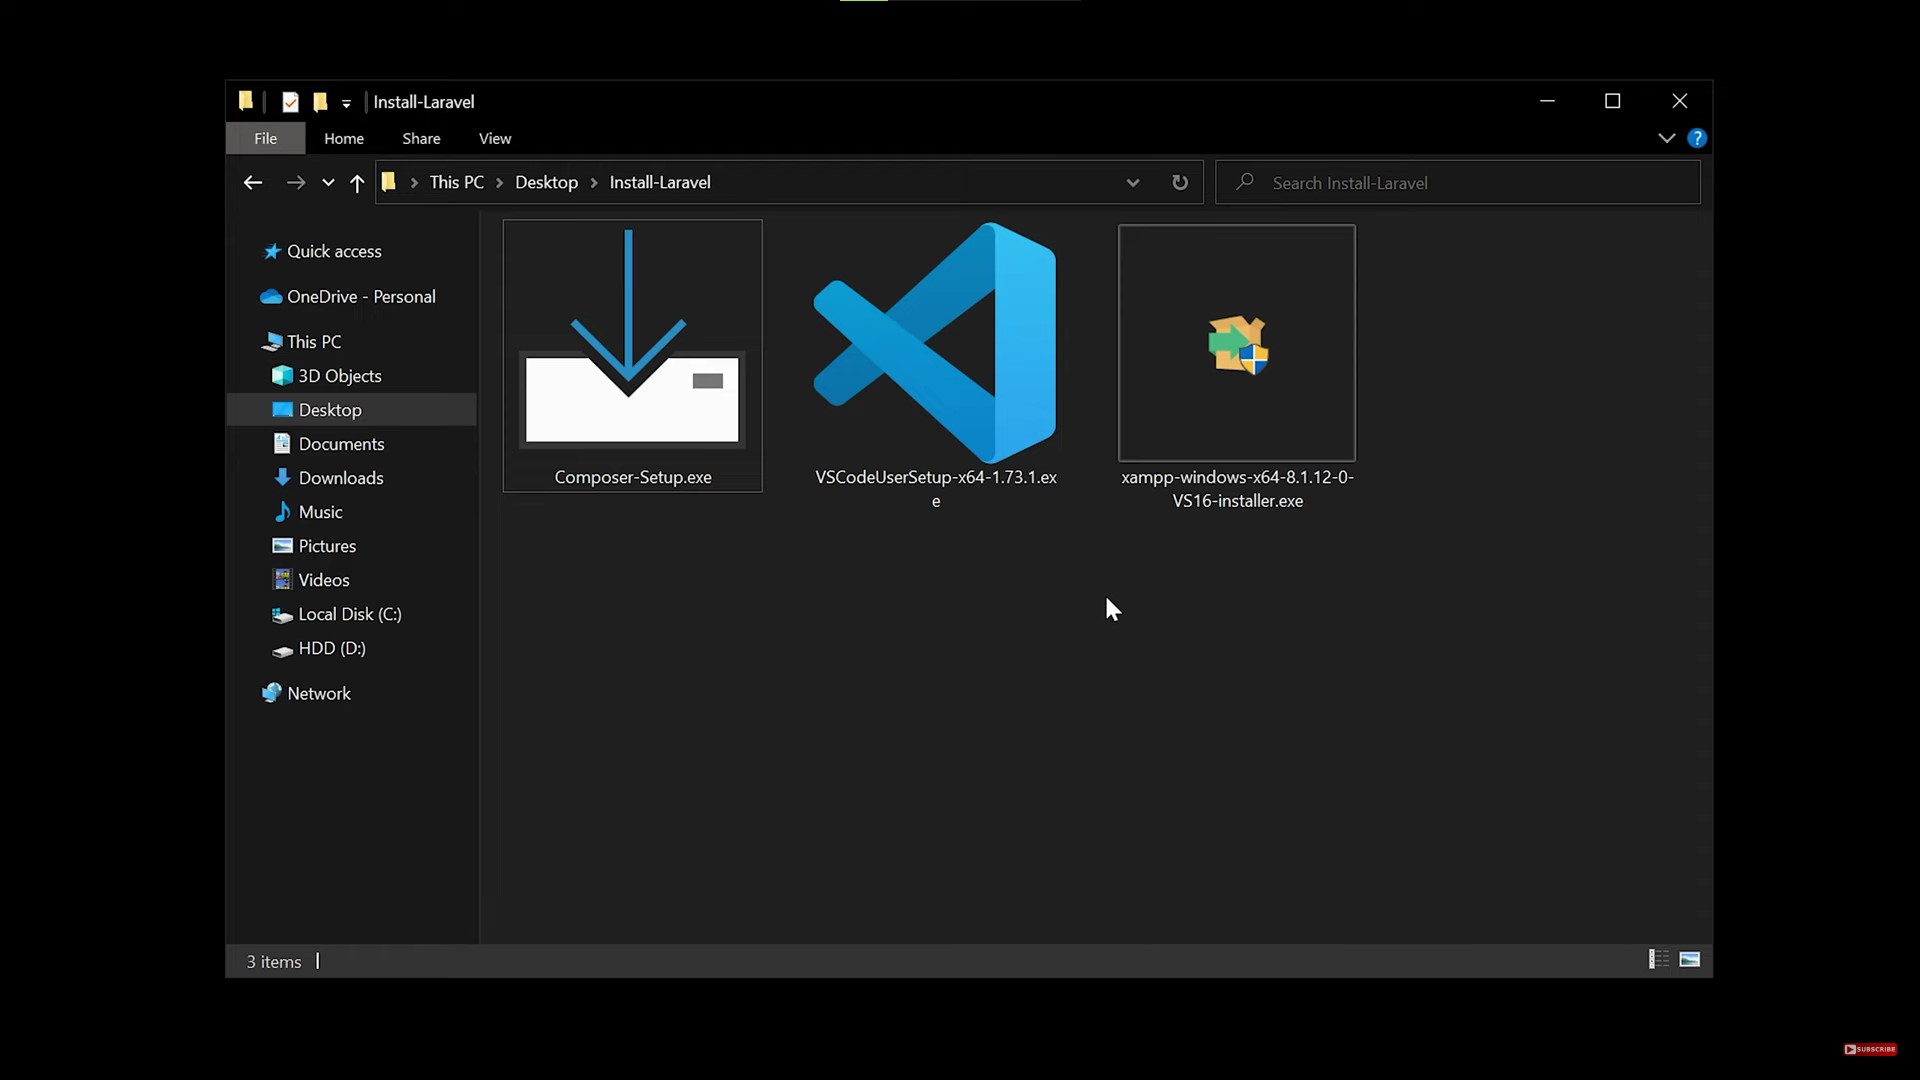 Install-Laravel
File Home Share View
This PC Desktop Install-Laravel
Search Install-Laravel
Quick access
OneDrive - Personal
This PC
3D Objects
Desktop
Documents
Downloads
Music
Pictures
Videos
Local Disk (C:)
HDD (D:)
Network
Composer-Setup.exe
VSCodeUserSetup-x64-1.73.1.ex
e
xampp-windows-x64-8.1.12-0-
VS16-installer.exe
3 items
SUBSCRIBE